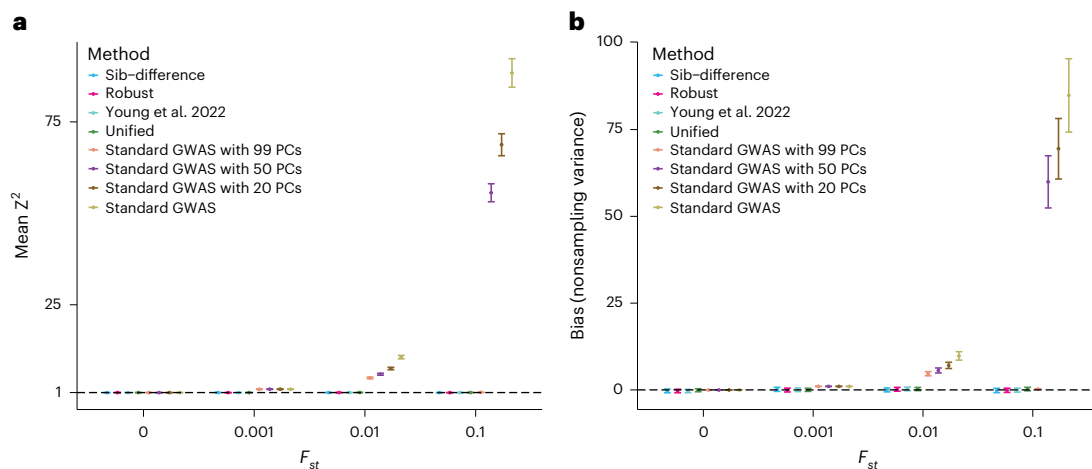 a
Method
Sib−difference
Robust
Young et al. 2022
Unified
Standard GWAS with 99 PCs
Standard GWAS with 50 PCs
Standard GWAS with 20 PCs
Standard GWAS
Mean Z²
75
25
1
0
0.001
0.01
0.1
F_st
b
Method
Sib−difference
Robust
Young et al. 2022
Unified
Standard GWAS with 99 PCs
Standard GWAS with 50 PCs
Standard GWAS with 20 PCs
Standard GWAS
Bias (nonsampling variance)
100
75
50
25
0
0
0.001
0.01
0.1
F_st